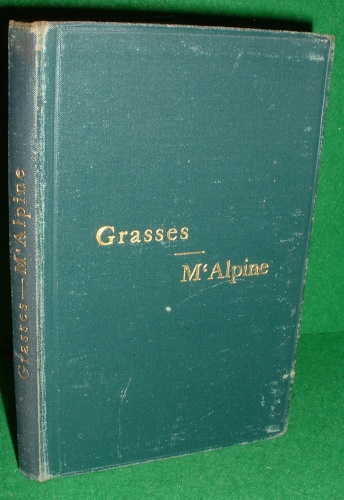 Grasses — M‘Alpine
Grasses
—
M‘Alpine